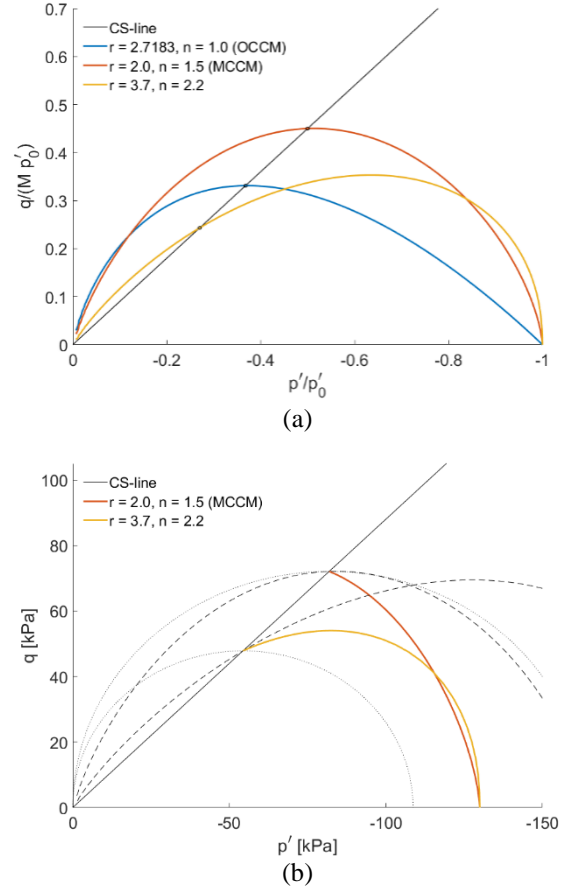 0.7
0.6
0.5
0.4
0.3
0.2
0.1
0
q/(M p′0)
CS-line
r = 2.7183, n = 1.0 (OCCM)
r = 2.0, n = 1.5 (MCCM)
r = 3.7, n = 2.2
0 -0.2 -0.4 -0.6 -0.8 -1
p′/p′0
(a)
100
80
60
40
20
0
q [kPa]
CS-line
r = 2.0, n = 1.5 (MCCM)
r = 3.7, n = 2.2
0 -50 -100 -150
p′ [kPa]
(b)